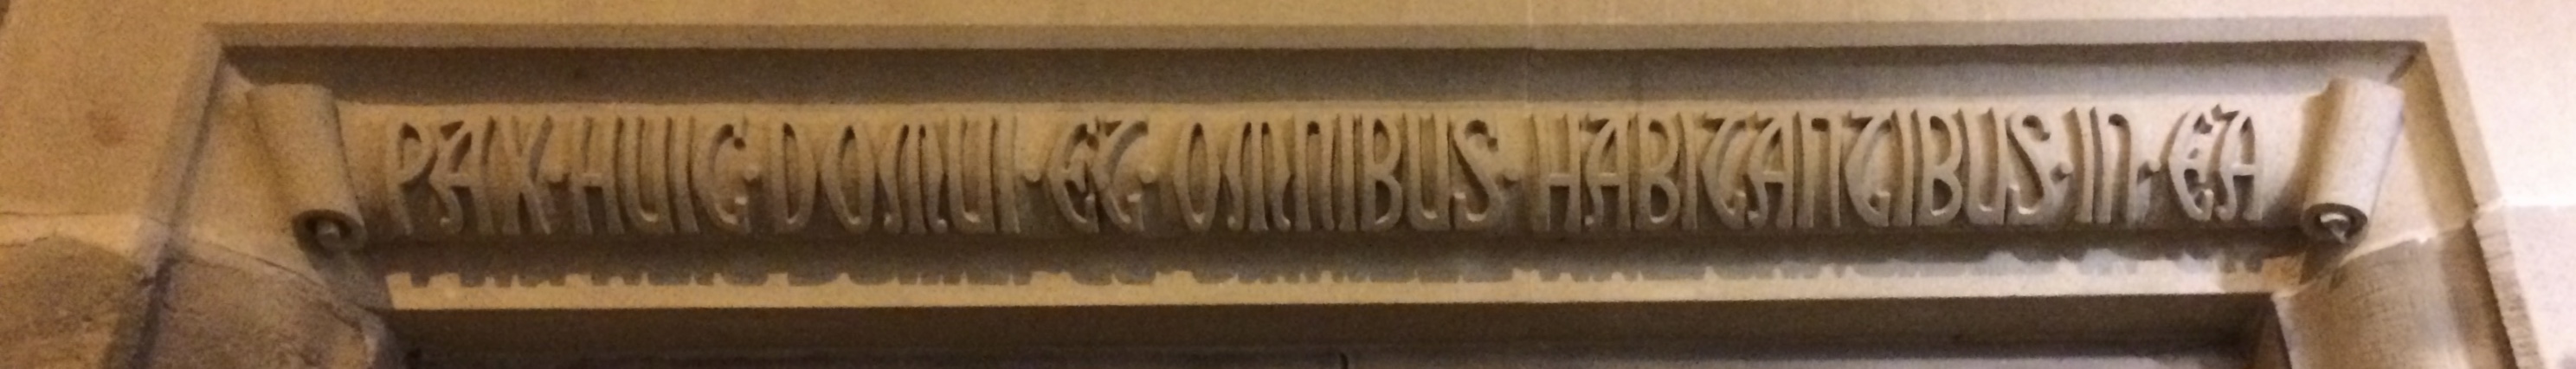 PAX·HUIC·DOMUI·ET·OMNIBUS·HABITANTIBUS·IN·EA